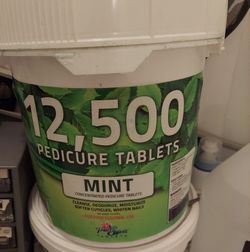 12,500
PEDICURE TABLETS
MINT
CONCENTRATED PEDICURE TABLETS
CLEANSE, DEODORIZE, MOISTURIZE
SOFTEN CUTICLES, WHITEN NAILS